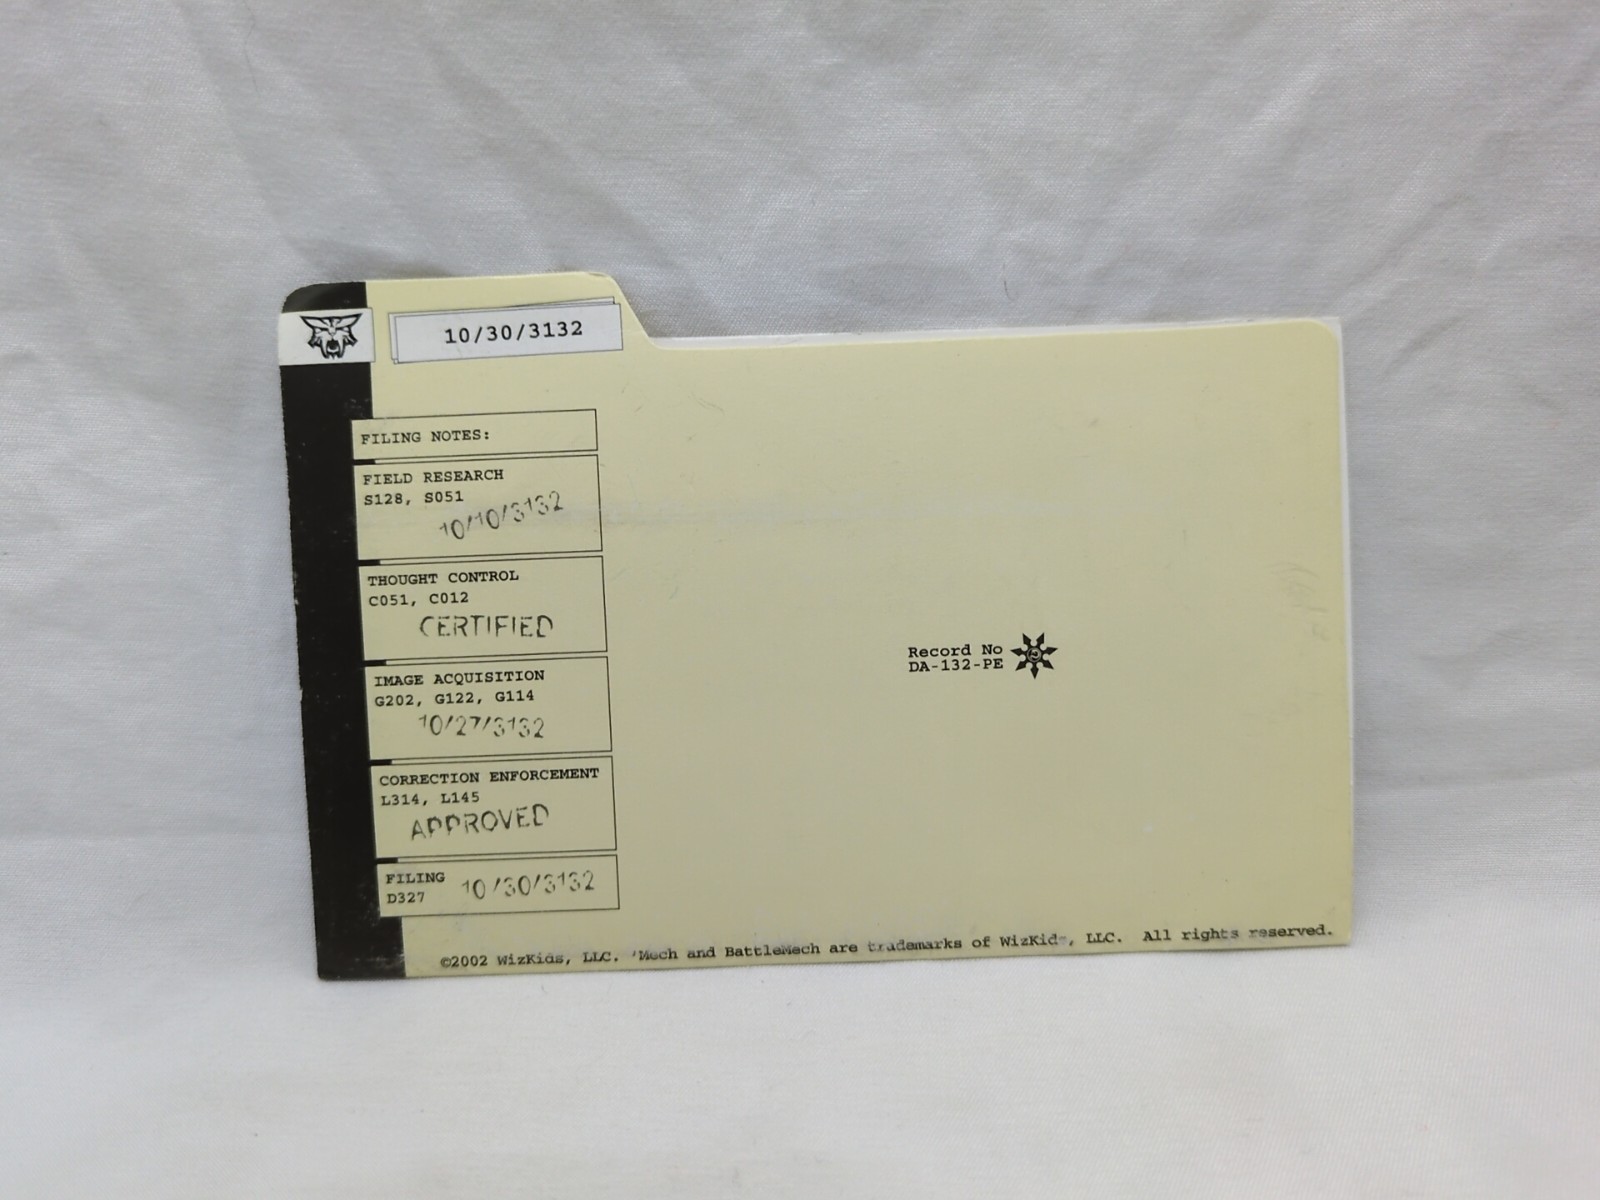 10/30/3132
FILING NOTES:
FIELD RESEARCH
S128, S051
10/10/3132
THOUGHT CONTROL
C051, C012
CERTIFIED
IMAGE ACQUISITION
G202, G122, G114
10/27/3132
CORRECTION ENFORCEMENT
L314, L145
APPROVED
FILING
D327
10/30/3132
Record No
DA-132-PE
©2002 WizKids, LLC. 'Mech and BattleMech are trademarks of WizKids, LLC. All rights reserved.